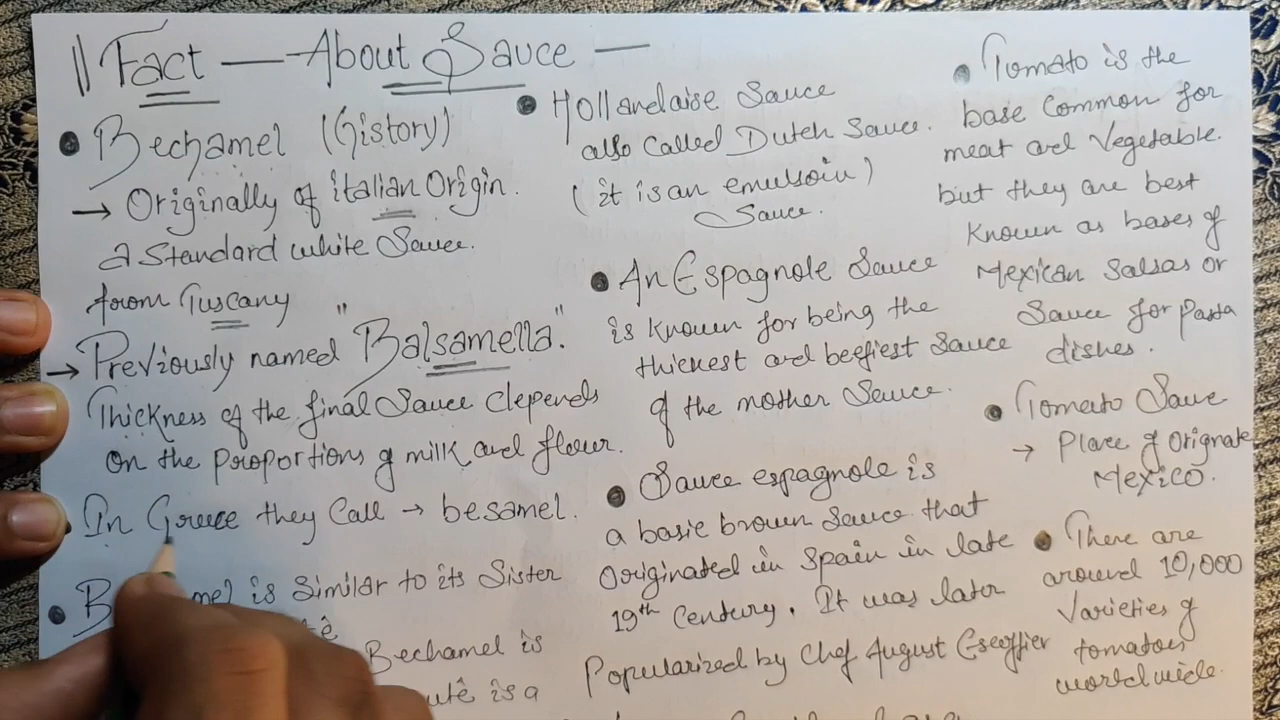 Fact — About Sauce —
Bechamel (Gistory)
→ Originally of italian Origin.
a Standard white Sauce.
from Tuscany
→ Previously named "Balsamella."
Thickness of the final Sauce depends
on the proportions of milk and flour.
In Greece they Call → besamel.
is Similar to its Sister
Bechamel is
is a
Hollandaise Sauce
also Called Dutch Sauce.
(it is an emulsoin)
Sauce.
An Espagnole Sauce
is known for being the
thickest and beefiest Sauce
of the mother Sauce.
Sauce espagnole is
a basic brown Sauce that
Originated in Spain in late
19th Century. It was later
Popularized by Chef August Escoffier
Tomato is the
base Common for
meat and Vegetable.
but they are best
Known as bases of
Mexican Salsas or
Sauce for Pasta
dishes.
Tomato Sauce
→ Place of Orignate
Mexico.
There are
around 10,000
Varieties of
tomatoes
worldwide.